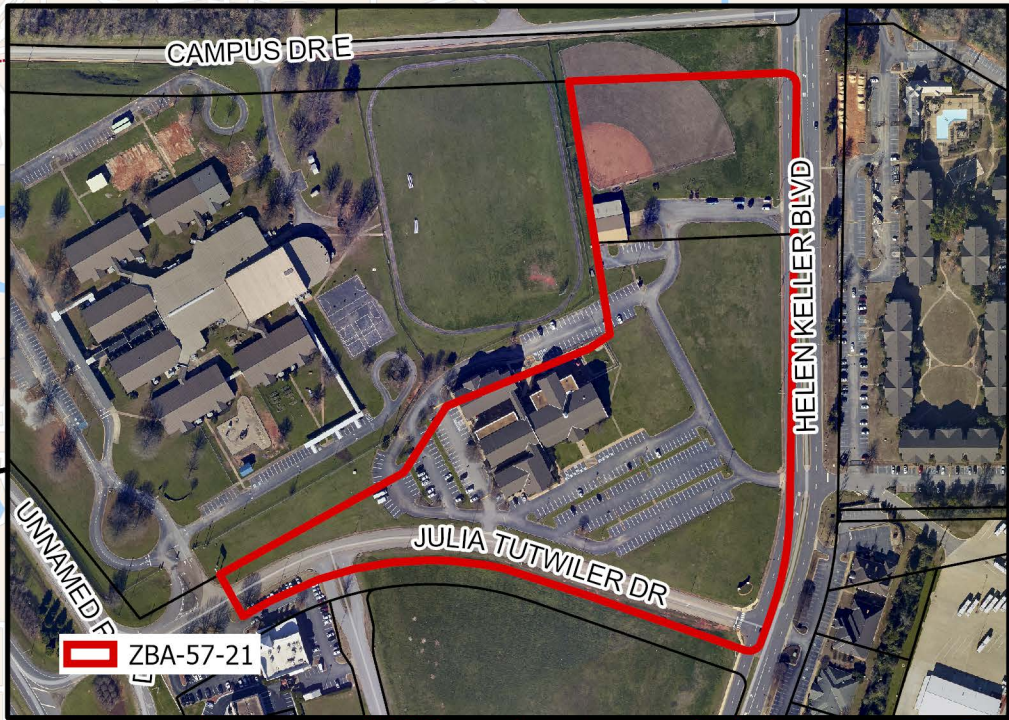 CAMPUS DR E
HELEN KELLER BLVD
JULIA TUTWILER DR
UNNAMED
ZBA-57-21